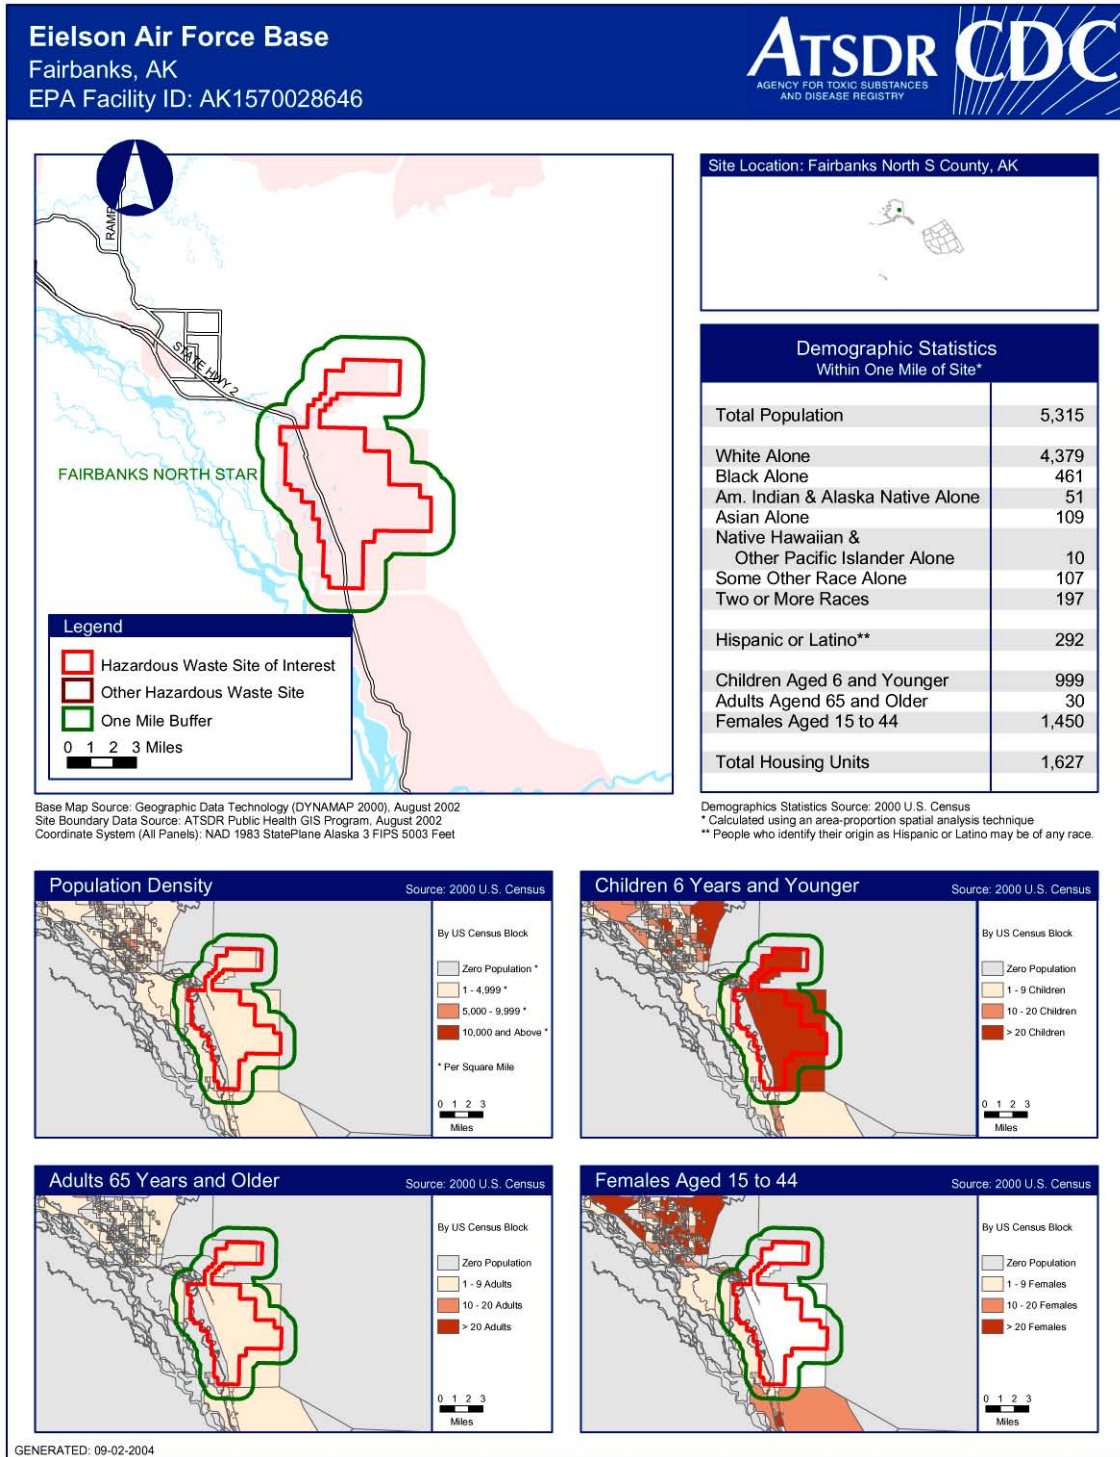 Eielson Air Force Base
Fairbanks, AK
EPA Facility ID: AK1570028646
ATSDR
AGENCY FOR TOXIC SUBSTANCES
AND DISEASE REGISTRY
CDC
RAMP
STATE HWY 2
FAIRBANKS NORTH STAR
Legend
Hazardous Waste Site of Interest
Other Hazardous Waste Site
One Mile Buffer
0 1 2 3 Miles
Base Map Source: Geographic Data Technology (DYNAMAP 2000), August 2002
Site Boundary Data Source: ATSDR Public Health GIS Program, August 2002
Coordinate System (All Panels): NAD 1983 StatePlane Alaska 3 FIPS 5003 Feet
Site Location: Fairbanks North S County, AK
Demographic Statistics
Within One Mile of Site*
Total Population 5,315
White Alone 4,379
Black Alone 461
Am. Indian & Alaska Native Alone 51
Asian Alone 109
Native Hawaiian &
Other Pacific Islander Alone 10
Some Other Race Alone 107
Two or More Races 197
Hispanic or Latino** 292
Children Aged 6 and Younger 999
Adults Agend 65 and Older 30
Females Aged 15 to 44 1,450
Total Housing Units 1,627
Demographics Statistics Source: 2000 U.S. Census
* Calculated using an area-proportion spatial analysis technique
** People who identify their origin as Hispanic or Latino may be of any race.
Population Density Source: 2000 U.S. Census
By US Census Block
Zero Population *
1 - 4,999 *
5,000 - 9,999 *
10,000 and Above *
* Per Square Mile
0 1 2 3
Miles
Children 6 Years and Younger Source: 2000 U.S. Census
By US Census Block
Zero Population
1 - 9 Children
10 - 20 Children
> 20 Children
0 1 2 3
Miles
Adults 65 Years and Older Source: 2000 U.S. Census
By US Census Block
Zero Population
1 - 9 Adults
10 - 20 Adults
> 20 Adults
0 1 2 3
Miles
Females Aged 15 to 44 Source: 2000 U.S. Census
By US Census Block
Zero Population
1 - 9 Females
10 - 20 Females
> 20 Females
0 1 2 3
Miles
GENERATED: 09-02-2004